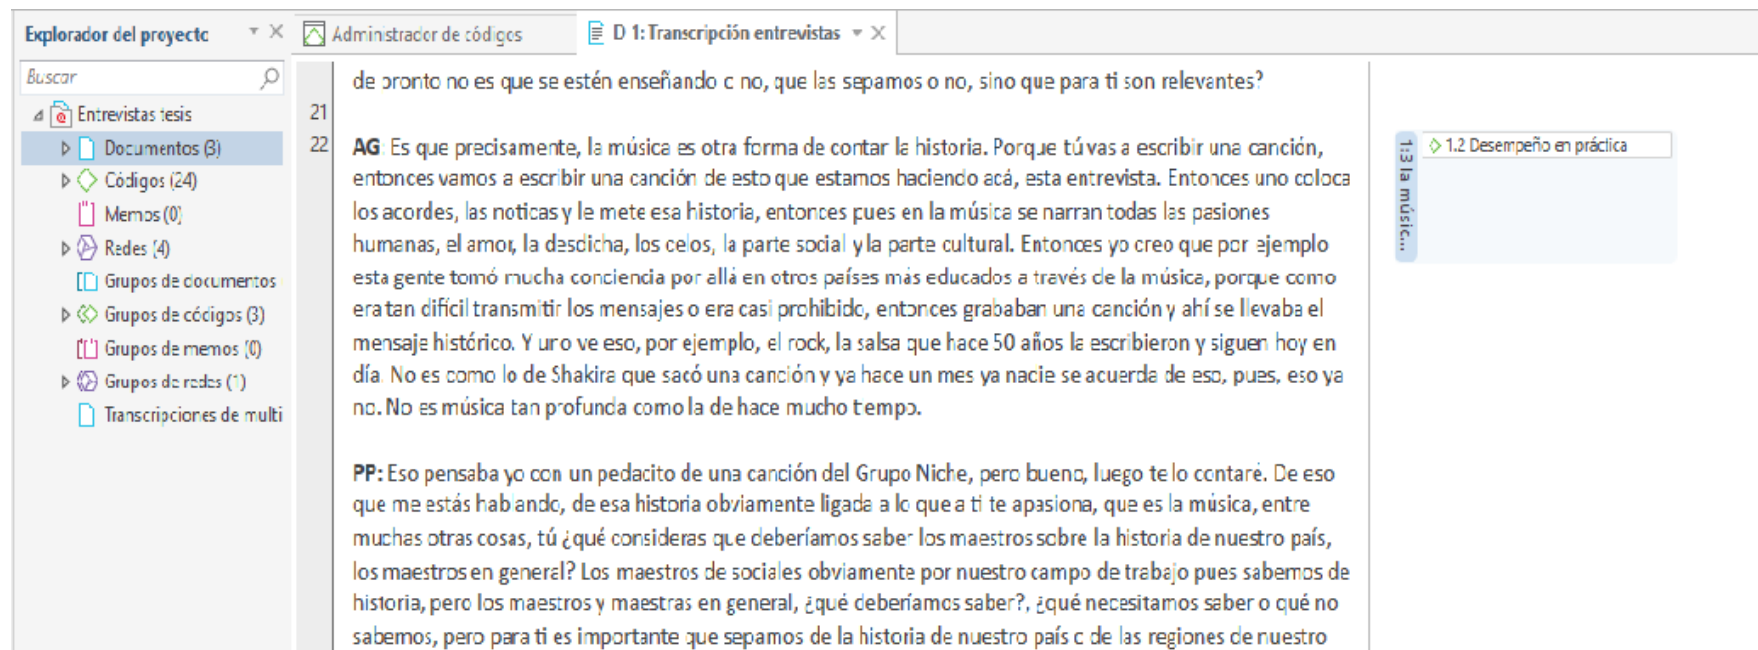 Explorador del proyecto
Administrador de códigos
D 1: Transcripción entrevistas
Buscar
Entrevistas tesis
Documentos (3)
Códigos (24)
Memos (0)
Redes (4)
Grupos de documentos
Grupos de códigos (3)
Grupos de memos (0)
Grupos de redes (1)
Transcripciones de multi
de pronto no es que se estén enseñando o no, que las sepamos o no, sino que para ti son relevantes?
21
22
AG: Es que precisamente, la música es otra forma de contar la historia. Porque tú vas a escribir una canción,
entonces vamos a escribir una canción de esto que estamos haciendo acá, esta entrevista. Entonces uno coloca
los acordes, las noticas y le mete esa historia, entonces pues en la música se narran todas las pasiones
humanas, el amor, la desdicha, los celos, la parte social y la parte cultural. Entonces yo creo que por ejemplo
esta gente tomó mucha conciencia por allá en otros países más educados a través de la música, porque como
era tan difícil transmitir los mensajes o era casi prohibido, entonces grababan una canción y ahí se llevaba el
mensaje histórico. Y uno ve eso, por ejemplo, el rock, la salsa que hace 50 años la escribieron y siguen hoy en
día. No es como lo de Shakira que sacó una canción y ya hace un mes ya nadie se acuerda de eso, pues, eso ya
no. No es música tan profunda como la de hace mucho tiempo.
PP: Eso pensaba yo con un pedacito de una canción del Grupo Niche, pero bueno, luego te lo contaré. De eso
que me estás hablando, de esa historia obviamente ligada a lo que a ti te apasiona, que es la música, entre
muchas otras cosas, tú ¿qué consideras que deberíamos saber los maestros sobre la historia de nuestro país,
los maestros en general? Los maestros de sociales obviamente por nuestro campo de trabajo pues sabemos de
historia, pero los maestros y maestras en general, ¿qué deberíamos saber?, ¿qué necesitamos saber o qué no
sabemos, pero para ti es importante que sepamos de la historia de nuestro país o de las regiones de nuestro
1:3 la músic...
1.2 Desempeño en práctica